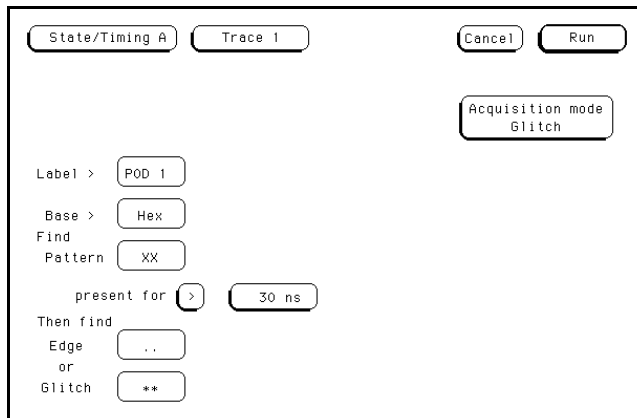 State/Timing A Trace 1 Cancel Run
Acquisition mode
Glitch
Label > POD 1
Base > Hex
Find
Pattern XX
present for > 30 ns
Then find
Edge ..
or
Glitch **